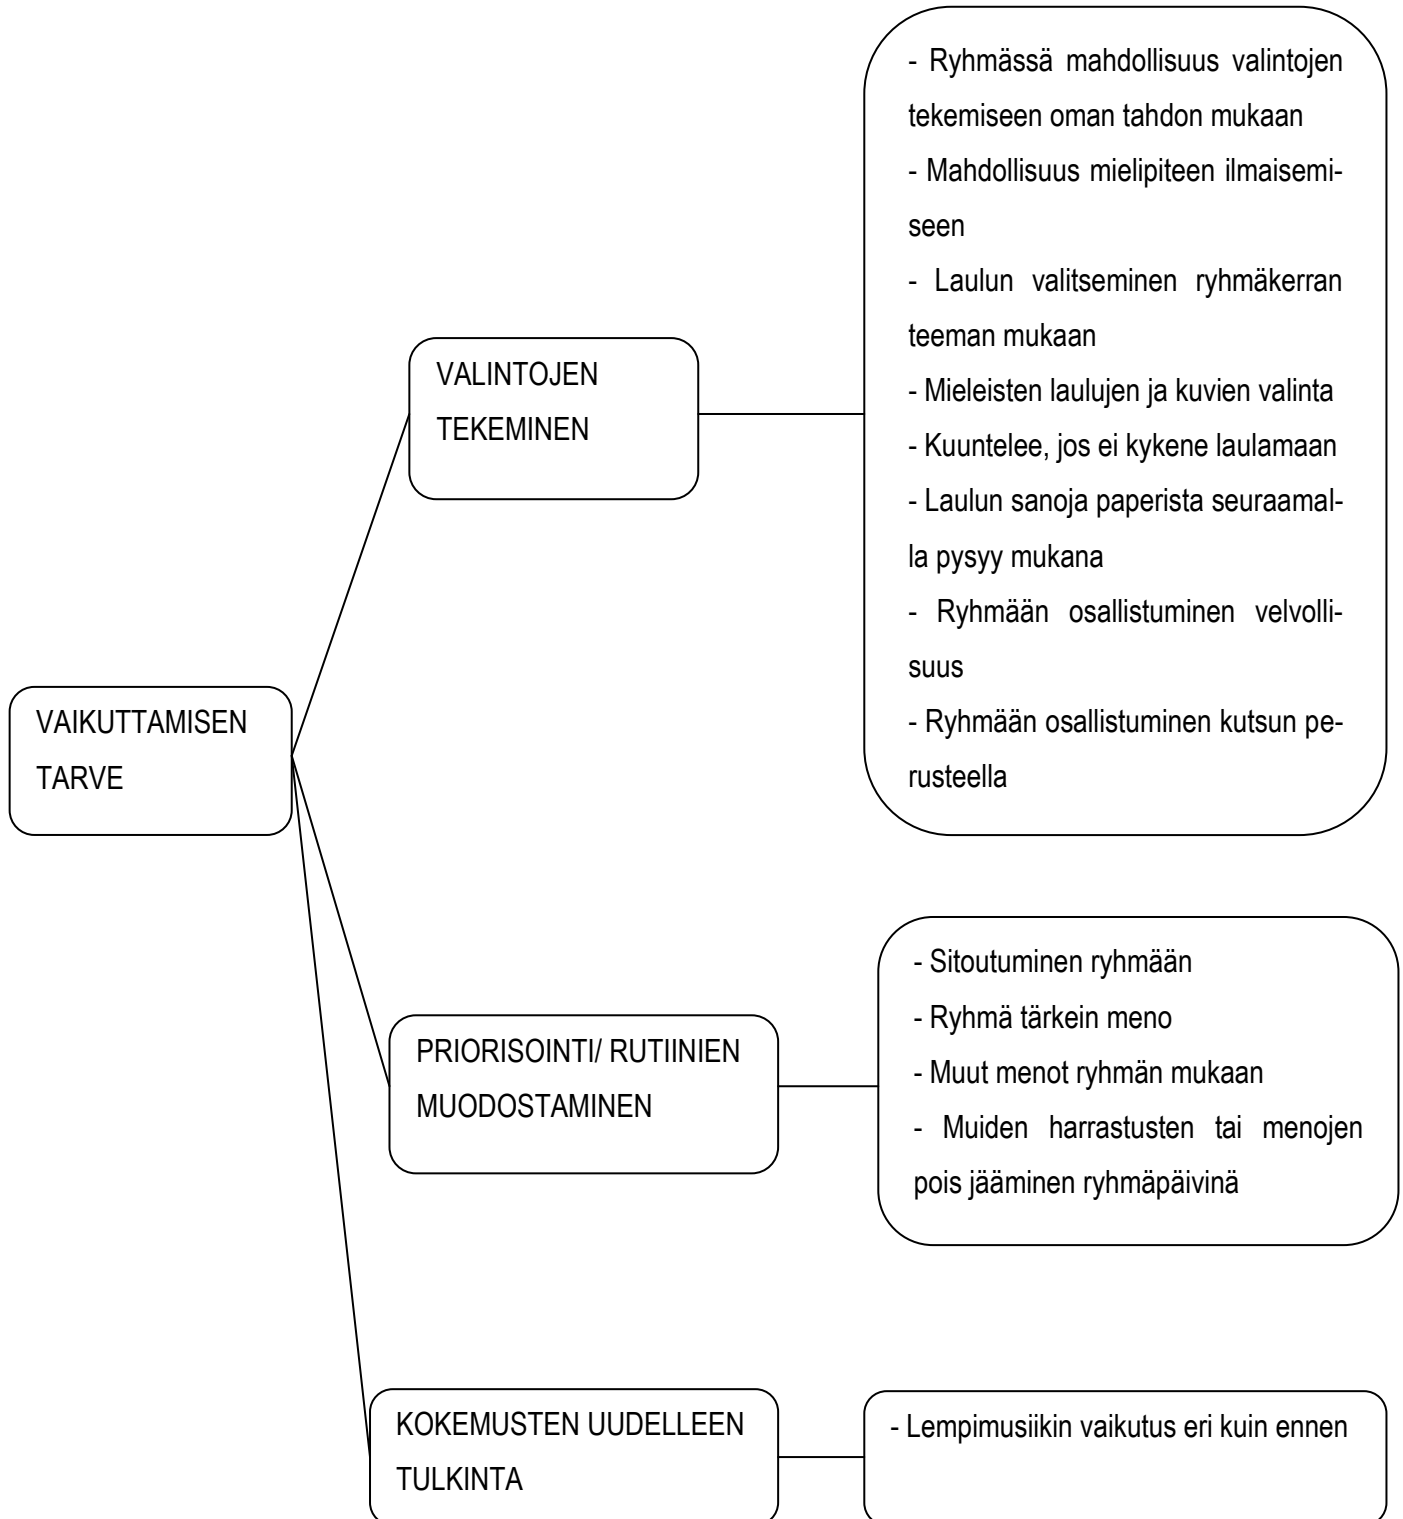 - Ryhmässä mahdollisuus valintojen
tekemiseen oman tahdon mukaan
- Mahdollisuus mielipiteen ilmaisemi-
seen
- Laulun valitseminen ryhmäkerran
teeman mukaan
- Mieleisten laulujen ja kuvien valinta
- Kuuntelee, jos ei kykene laulamaan
- Laulun sanoja paperista seuraamal-
la pysyy mukana
- Ryhmään osallistuminen velvolli-
suus
- Ryhmään osallistuminen kutsun pe-
rusteella
VALINTOJEN
TEKEMINEN
VAIKUTTAMISEN
TARVE
- Sitoutuminen ryhmään
- Ryhmä tärkein meno
- Muut menot ryhmän mukaan
- Muiden harrastusten tai menojen
pois jääminen ryhmäpäivinä
PRIORISOINTI/ RUTIINIEN
MUODOSTAMINEN
KOKEMUSTEN UUDELLEEN
TULKINTA
- Lempimusiikin vaikutus eri kuin ennen